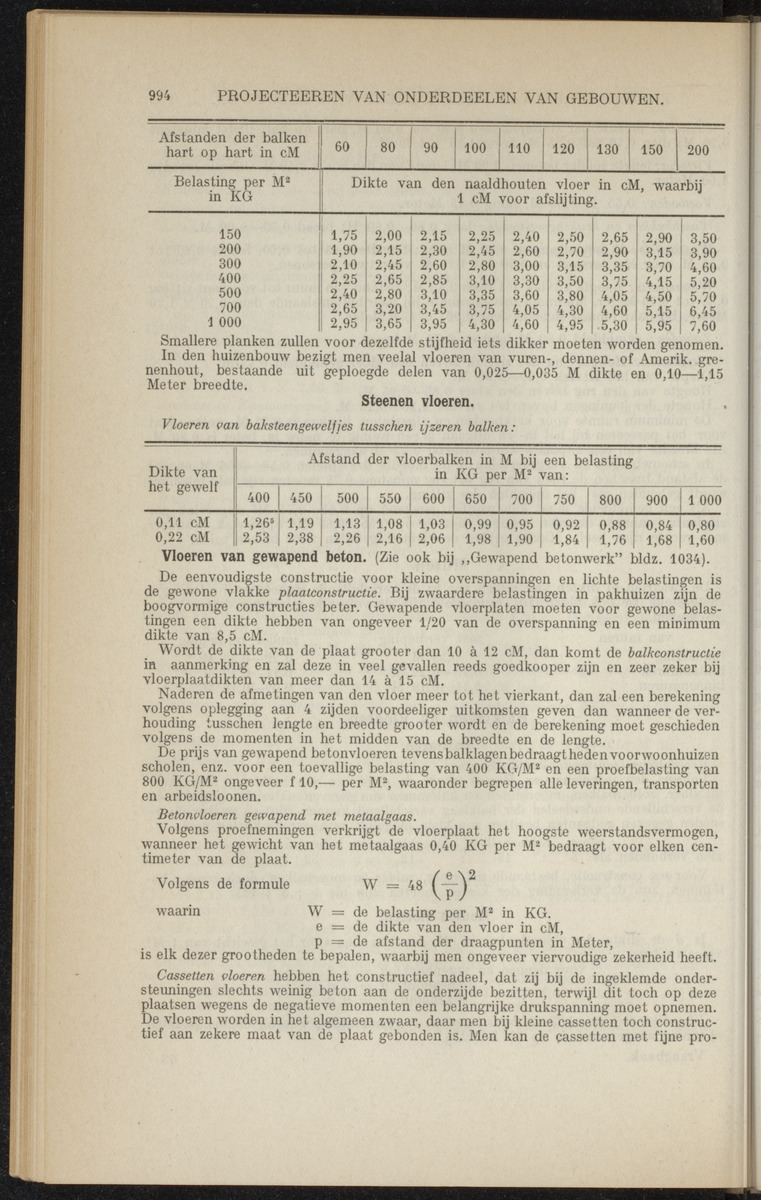 994 PROJECTEEREN VAN ONDERDEELEN VAN GEBOUWEN.
Afstanden der balken hart op hart in cM 60 80 90 100 110 120 130 150 200
Belasting per M² in KG Dikte van den naaldhouten vloer in cM, waarbij 1 cM voor afslijting.
150 1,75 2,00 2,15 2,25 2,40 2,50 2,65 2,90 3,50
200 1,90 2,15 2,30 2,45 2,60 2,70 2,90 3,15 3,90
300 2,10 2,45 2,60 2,80 3,00 3,15 3,35 3,70 4,60
400 2,25 2,65 2,85 3,10 3,30 3,50 3,75 4,15 5,20
500 2,40 2,80 3,10 3,35 3,60 3,80 4,05 4,50 5,70
700 2,65 3,20 3,45 3,75 4,05 4,30 4,60 5,15 6,45
1 000 2,95 3,65 3,95 4,30 4,60 4,95 5,30 5,95 7,60
Smallere planken zullen voor dezelfde stijfheid iets dikker moeten worden genomen.
In den huizenbouw bezigt men veelal vloeren van vuren-, dennen- of Amerik. gre-
nenhout, bestaande uit geploegde delen van 0,025—0,035 M dikte en 0,10—1,15
Meter breedte.
Steenen vloeren.
Vloeren van baksteengewelfjes tusschen ijzeren balken:
Dikte van het gewelf Afstand der vloerbalken in M bij een belasting in KG per M² van:
400 450 500 550 600 650 700 750 800 900 1 000
0,11 cM 1,26⁵ 1,19 1,13 1,08 1,03 0,99 0,95 0,92 0,88 0,84 0,80
0,22 cM 2,53 2,38 2,26 2,16 2,06 1,98 1,90 1,84 1,76 1,68 1,60
Vloeren van gewapend beton. (Zie ook bij ,,Gewapend betonwerk” bldz. 1034).
De eenvoudigste constructie voor kleine overspanningen en lichte belastingen is
de gewone vlakke plaatconstructie. Bij zwaardere belastingen in pakhuizen zijn de
boogvormige constructies beter. Gewapende vloerplaten moeten voor gewone belas-
tingen een dikte hebben van ongeveer 1/20 van de overspanning en een minimum
dikte van 8,5 cM.
Wordt de dikte van de plaat grooter dan 10 à 12 cM, dan komt de balkconstructie
in aanmerking en zal deze in veel gevallen reeds goedkooper zijn en zeer zeker bij
vloerplaatdikten van meer dan 14 à 15 cM.
Naderen de afmetingen van den vloer meer tot het vierkant, dan zal een berekening
volgens oplegging aan 4 zijden voordeeliger uitkomsten geven dan wanneer de ver-
houding tusschen lengte en breedte grooter wordt en de berekening moet geschieden
volgens de momenten in het midden van de breedte en de lengte.
De prijs van gewapend betonvloeren tevens balklagen bedraagt heden voor woonhuizen
scholen, enz. voor een toevallige belasting van 400 KG/M² en een proefbelasting van
800 KG/M² ongeveer f 10,— per M², waaronder begrepen alle leveringen, transporten
en arbeidsloonen.
Betonvloeren gewapend met metaalgaas.
Volgens proefnemingen verkrijgt de vloerplaat het hoogste weerstandsvermogen,
wanneer het gewicht van het metaalgaas 0,40 KG per M² bedraagt voor elken cen-
timeter van de plaat.
Volgens de formule W = 48 (e/p)²
waarin W = de belasting per M² in KG.
e = de dikte van den vloer in cM,
p = de afstand der draagpunten in Meter,
is elk dezer grootheden te bepalen, waarbij men ongeveer viervoudige zekerheid heeft.
Cassetten vloeren hebben het constructief nadeel, dat zij bij de ingeklemde onder-
steuningen slechts weinig beton aan de onderzijde bezitten, terwijl dit toch op deze
plaatsen wegens de negatieve momenten een belangrijke drukspanning moet opnemen.
De vloeren worden in het algemeen zwaar, daar men bij kleine cassetten toch construc-
tief aan zekere maat van de plaat gebonden is. Men kan de cassetten met fijne pro-